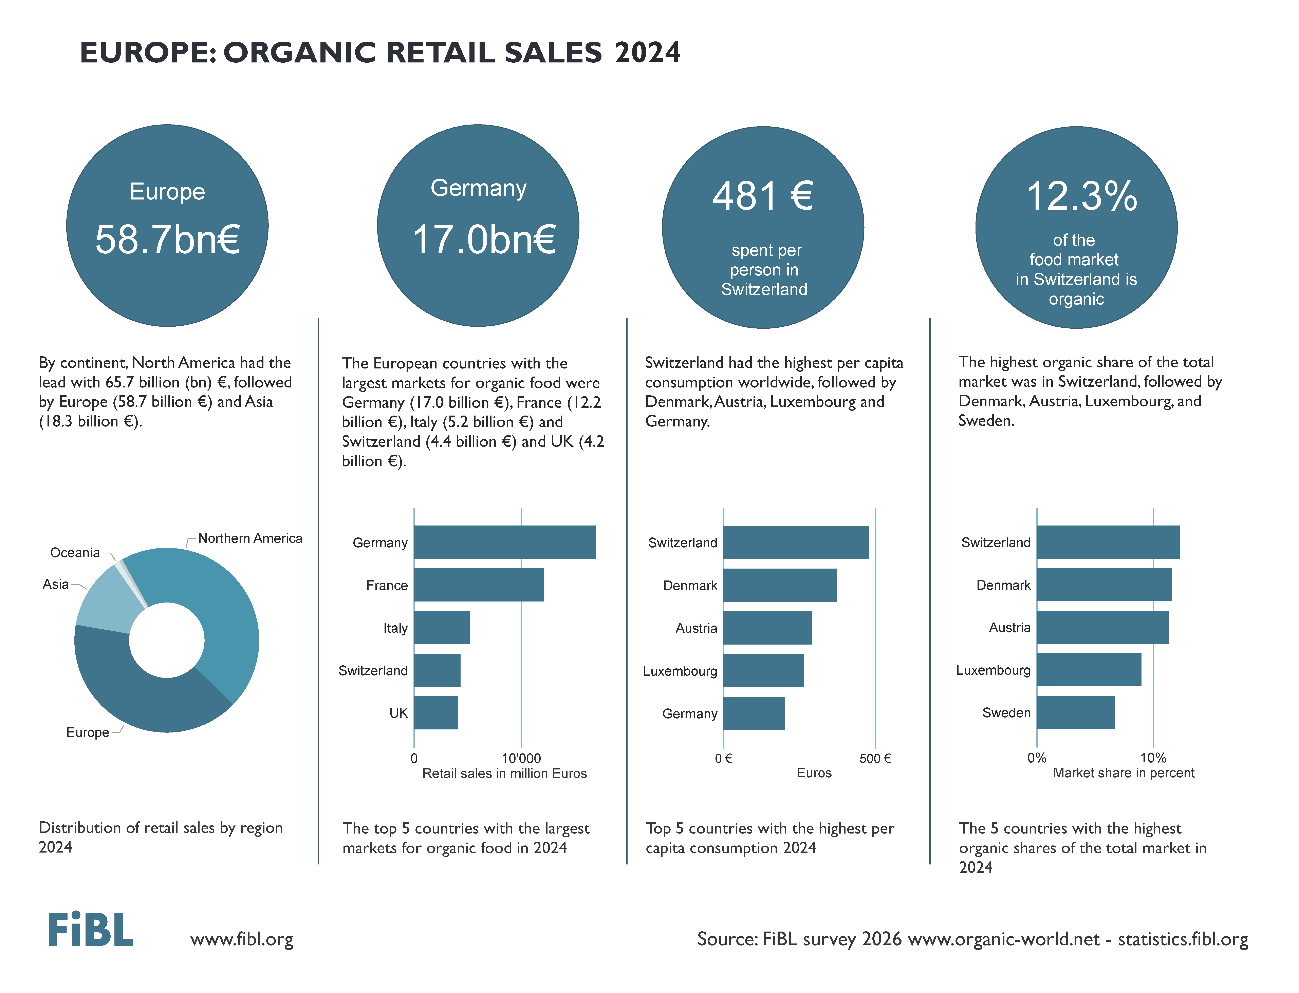 EUROPE: ORGANIC RETAIL SALES 2024
Europe
58.7bn€
Germany
17.0bn€
481 €
spent per
person in
Switzerland
12.3%
of the
food market
in Switzerland is
organic
By continent, North America had the
lead with 65.7 billion (bn) €, followed
by Europe (58.7 billion €) and Asia
(18.3 billion €).
The European countries with the
largest markets for organic food were
Germany (17.0 billion €), France (12.2
billion €), Italy (5.2 billion €) and
Switzerland (4.4 billion €) and UK (4.2
billion €).
Switzerland had the highest per capita
consumption worldwide, followed by
Denmark, Austria, Luxembourg and
Germany.
The highest organic share of the total
market was in Switzerland, followed by
Denmark, Austria, Luxembourg, and
Sweden.
Northern America
Oceania
Asia
Europe
Germany
France
Italy
Switzerland
UK
0 10'000
Retail sales in million Euros
Switzerland
Denmark
Austria
Luxembourg
Germany
0 € 500 €
Euros
Switzerland
Denmark
Austria
Luxembourg
Sweden
0% 10%
Market share in percent
Distribution of retail sales by region
2024
The top 5 countries with the largest
markets for organic food in 2024
Top 5 countries with the highest per
capita consumption 2024
The 5 countries with the highest
organic shares of the total market in
2024
FiBL
www.fibl.org
Source: FiBL survey 2026 www.organic-world.net - statistics.fibl.org